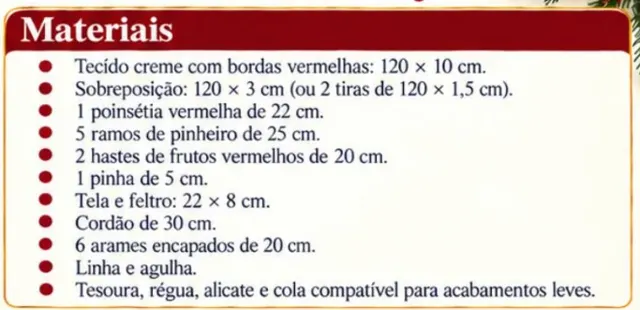 Materiais
Tecído creme com bordas vermelhas: 120 × 10 cm.
Sobreposição: 120 × 3 cm (ou 2 tiras de 120 × 1,5 cm).
1 poinsétia vermelha de 22 cm.
5 ramos de pinheiro de 25 cm.
2 hastes de frutos vermelhos de 20 cm.
1 pinha de 5 cm.
Tela e feltro: 22 × 8 cm.
Cordão de 30 cm.
6 arames encapados de 20 cm.
Linha e agulha.
Tesoura, régua, alicate e cola compatível para acabamentos leves.